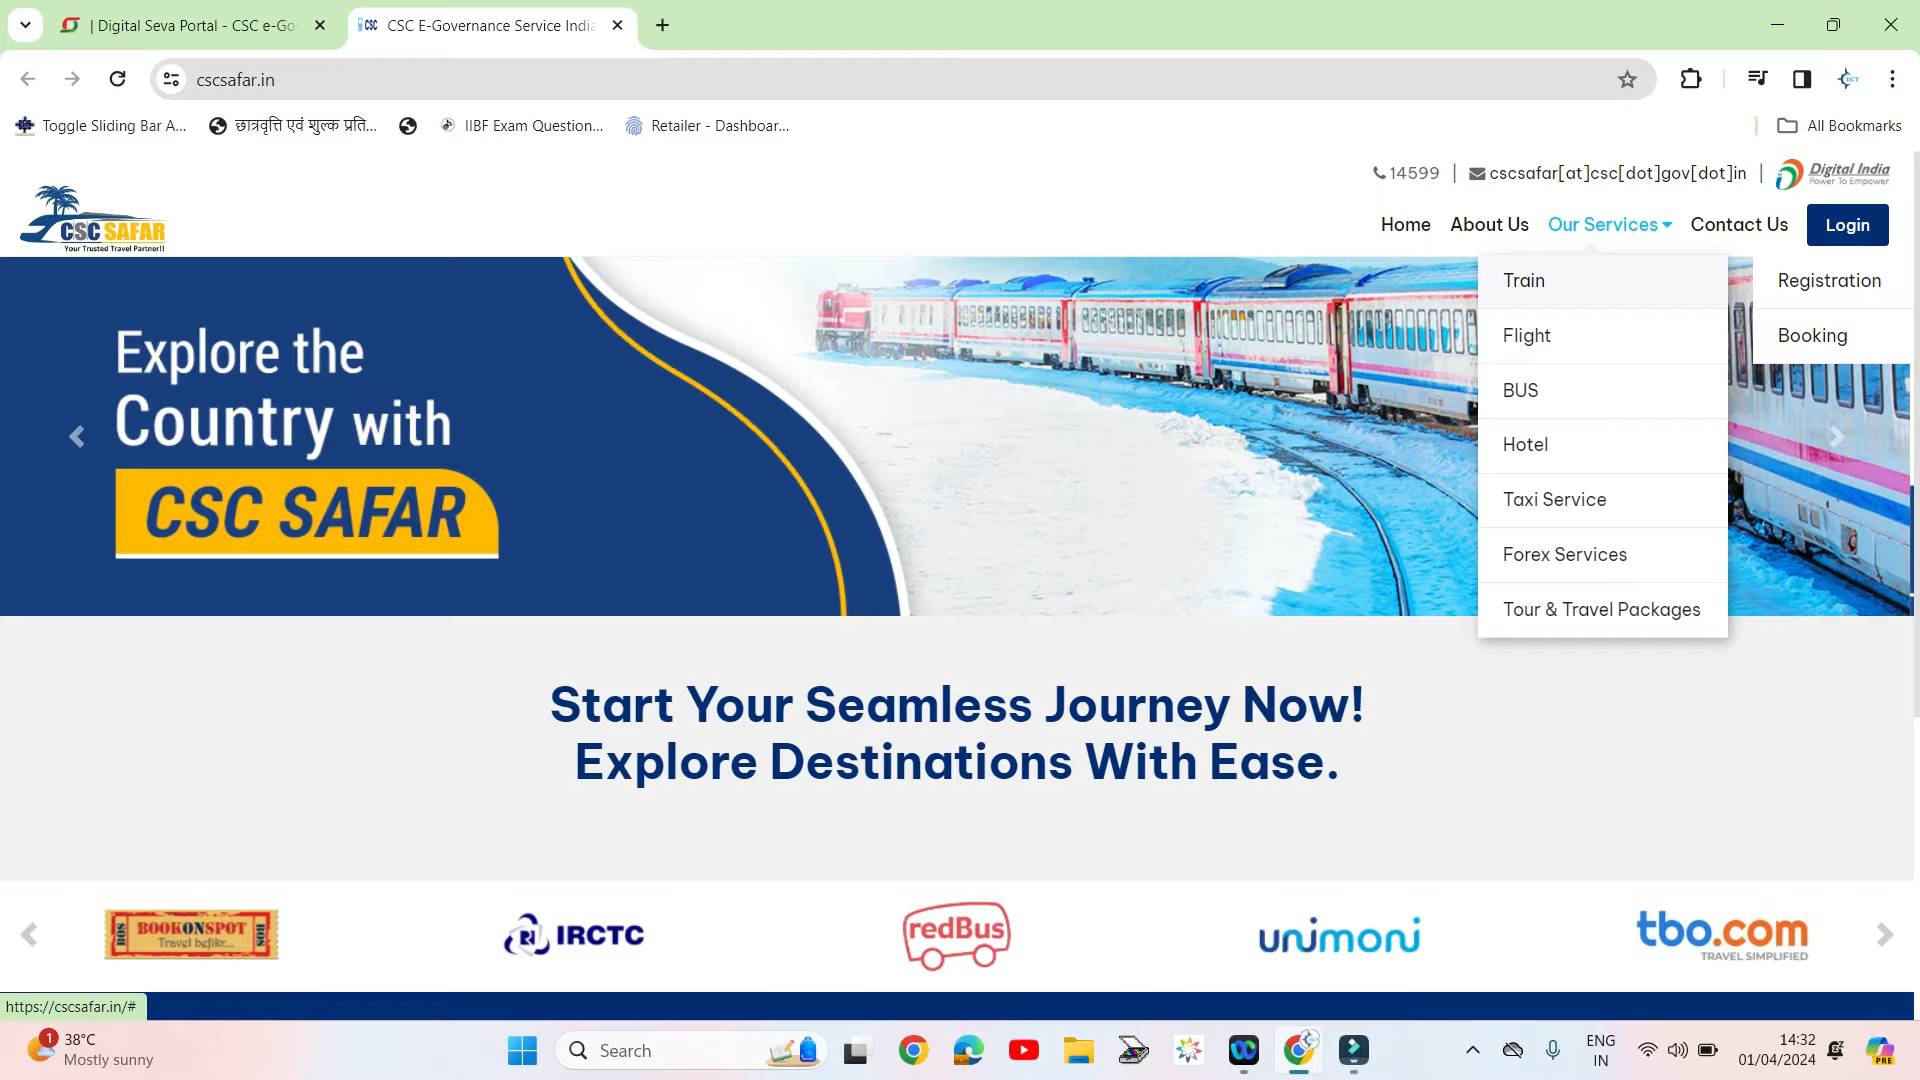 | Digital Seva Portal - CSC e-Go
CSC E-Governance Service India
cscsafar.in
Toggle Sliding Bar A...
छात्रवृत्ति एवं शुल्क प्रति...
IIBF Exam Question...
Retailer - Dashboar...
All Bookmarks
14599 | cscsafar[at]csc[dot]gov[dot]in |
Digital India
Power To Empower
CSC SAFAR
Your Trusted Travel Partner!!
Home
About Us
Our Services
Contact Us
Login
Train
Flight
BUS
Hotel
Taxi Service
Forex Services
Tour & Travel Packages
Registration
Booking
Explore the
Country with
CSC SAFAR
Start Your Seamless Journey Now!
Explore Destinations With Ease.
BOS
BOOKONSPOT
Travel befikr...
BOS
IRCTC
redBus
unimoni
tbo.com
TRAVEL SIMPLIFIED
https://cscsafar.in/#
1
38°C
Mostly sunny
Search
ENG
IN
14:32
01/04/2024
PRE